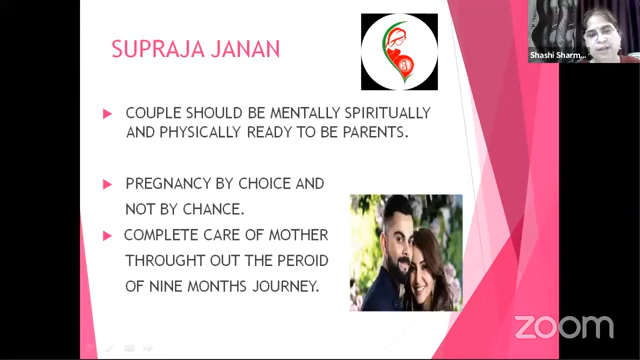 SUPRAJA JANAN
Shashi Sharm...
COUPLE SHOULD BE MENTALLY SPIRITUALLY
AND PHYSICALLY READY TO BE PARENTS.
PREGNANCY BY CHOICE AND
NOT BY CHANCE.
COMPLETE CARE OF MOTHER
THROUGHT OUT THE PEROID
OF NINE MONTHS JOURNEY.
zoom